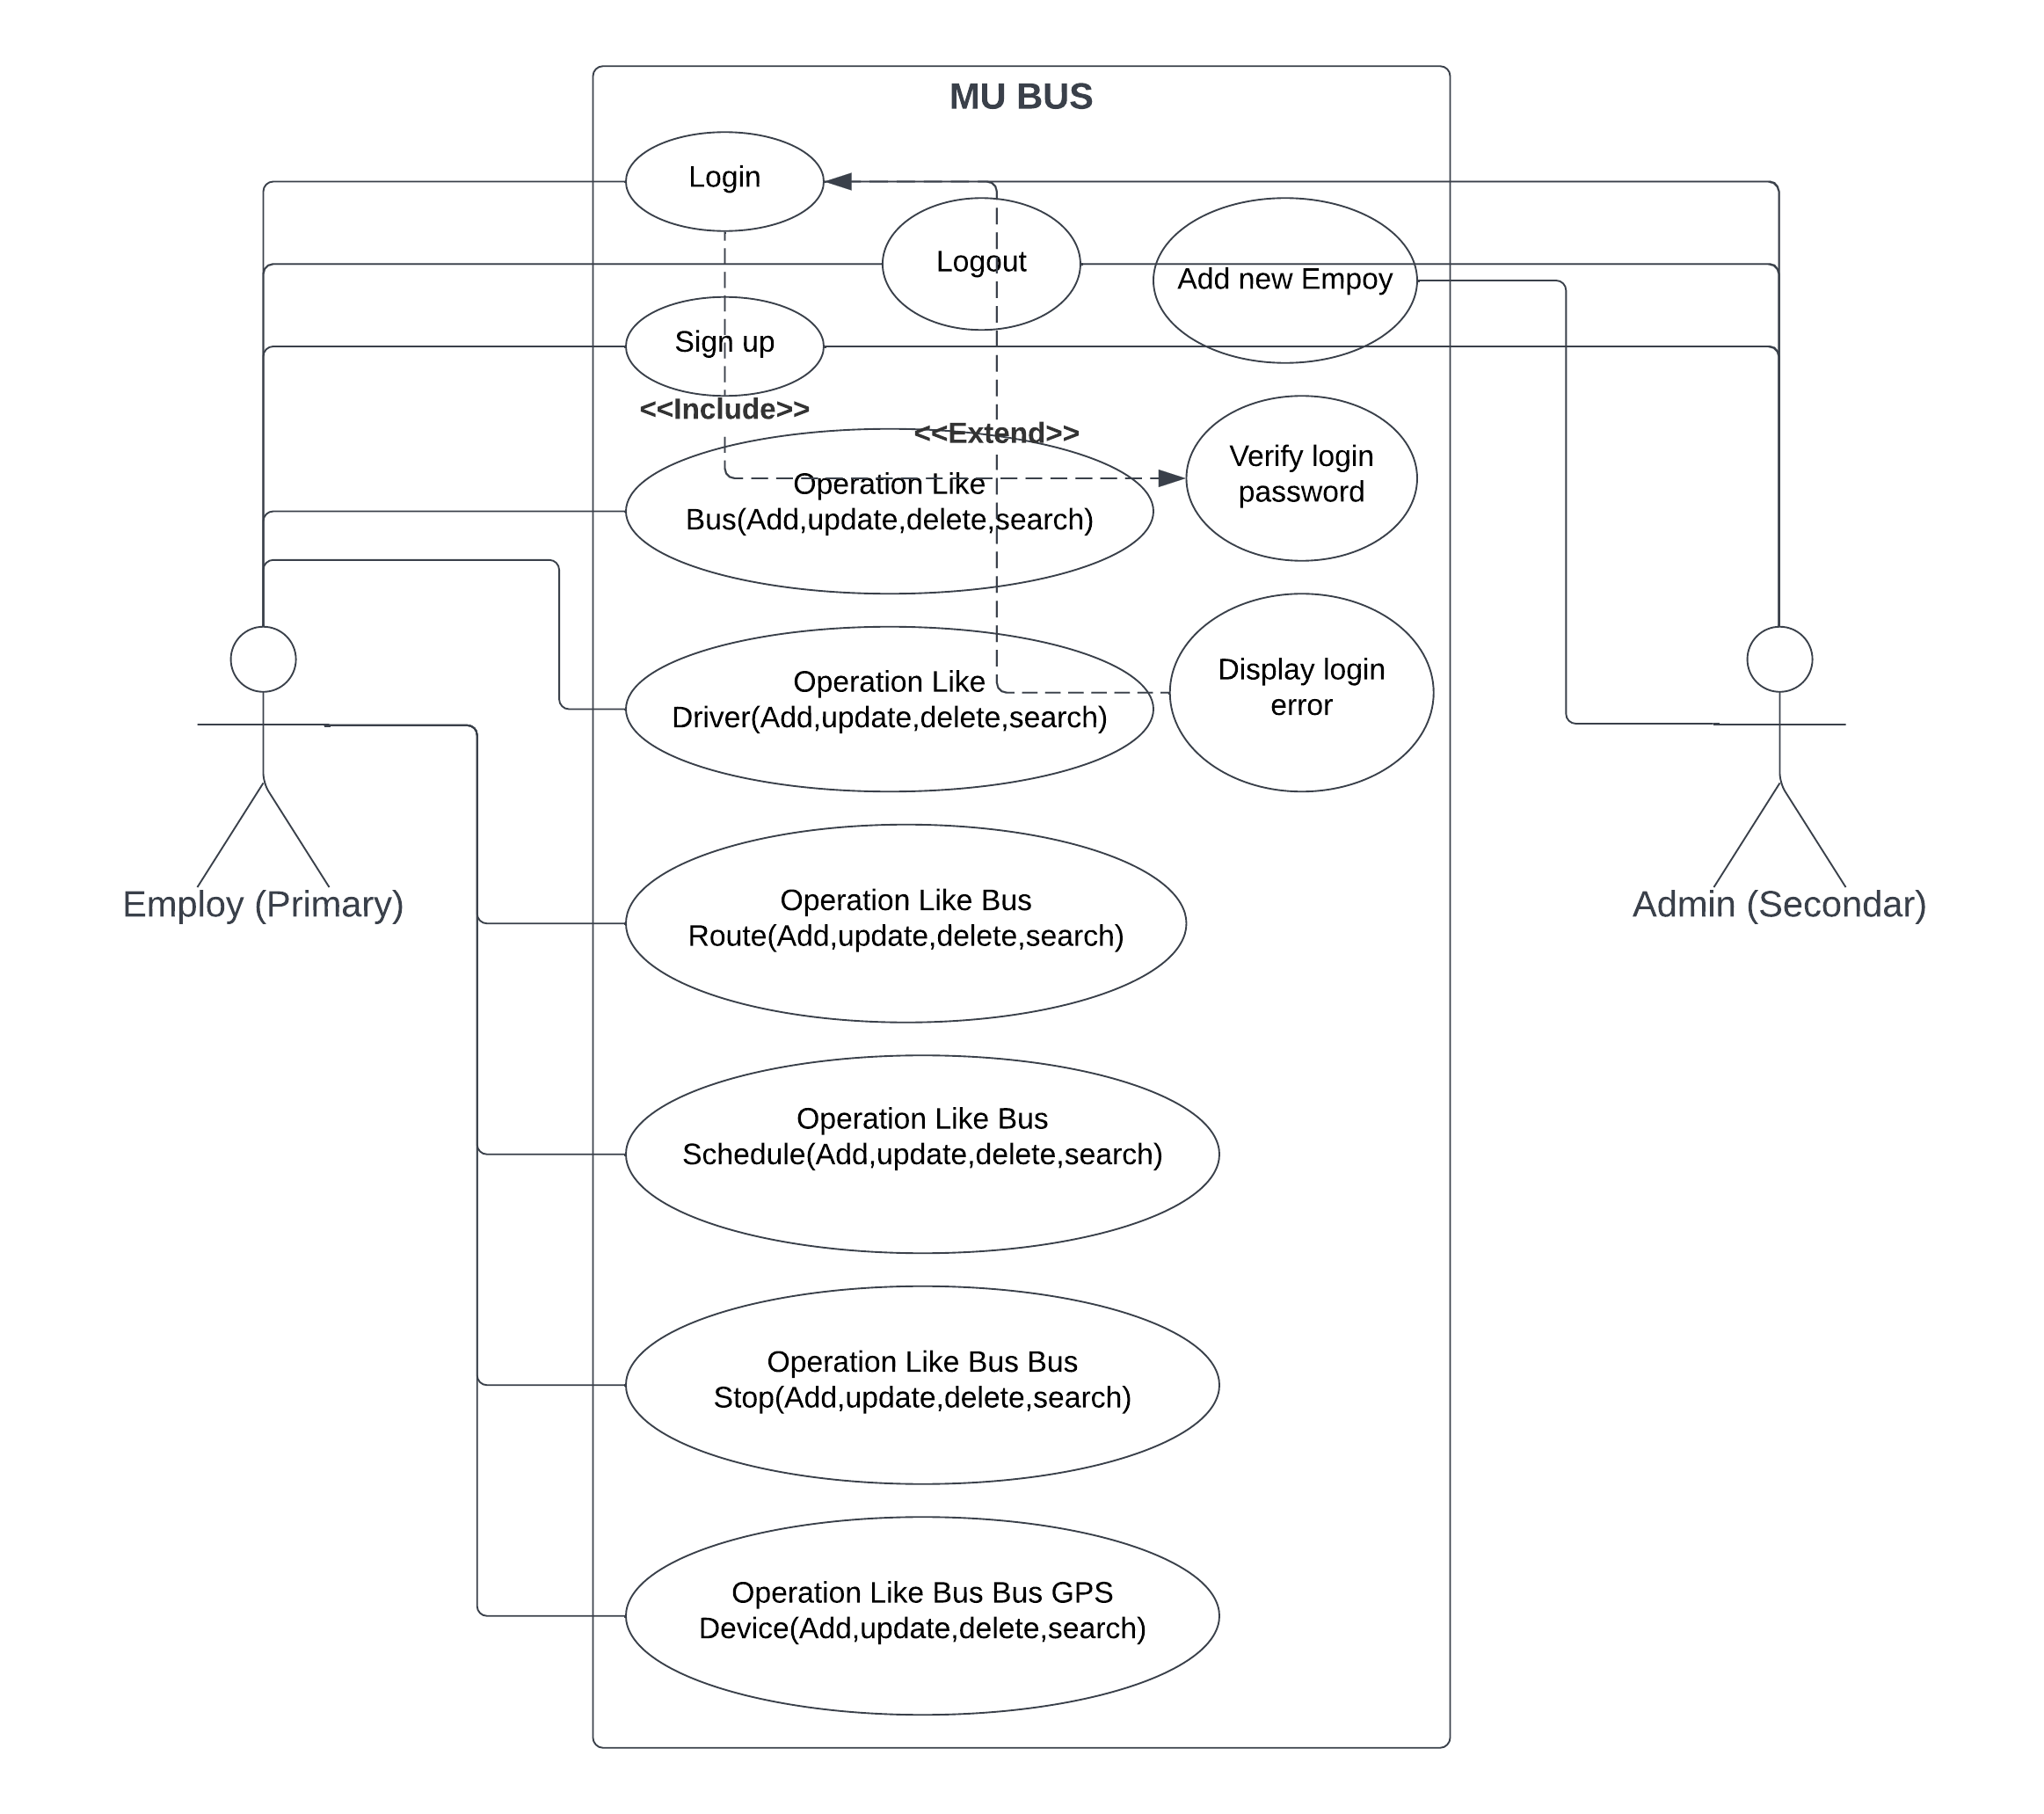 MU BUS
Login
Logout
Add new Empoy
Sign up
<<Include>>
<<Extend>>
Verify login
password
Operation Like
Bus(Add,update,delete,search)
Display login
error
Operation Like
Driver(Add,update,delete,search)
Employ (Primary)
Admin (Secondar)
Operation Like Bus
Route(Add,update,delete,search)
Operation Like Bus
Schedule(Add,update,delete,search)
Operation Like Bus Bus
Stop(Add,update,delete,search)
Operation Like Bus Bus GPS
Device(Add,update,delete,search)